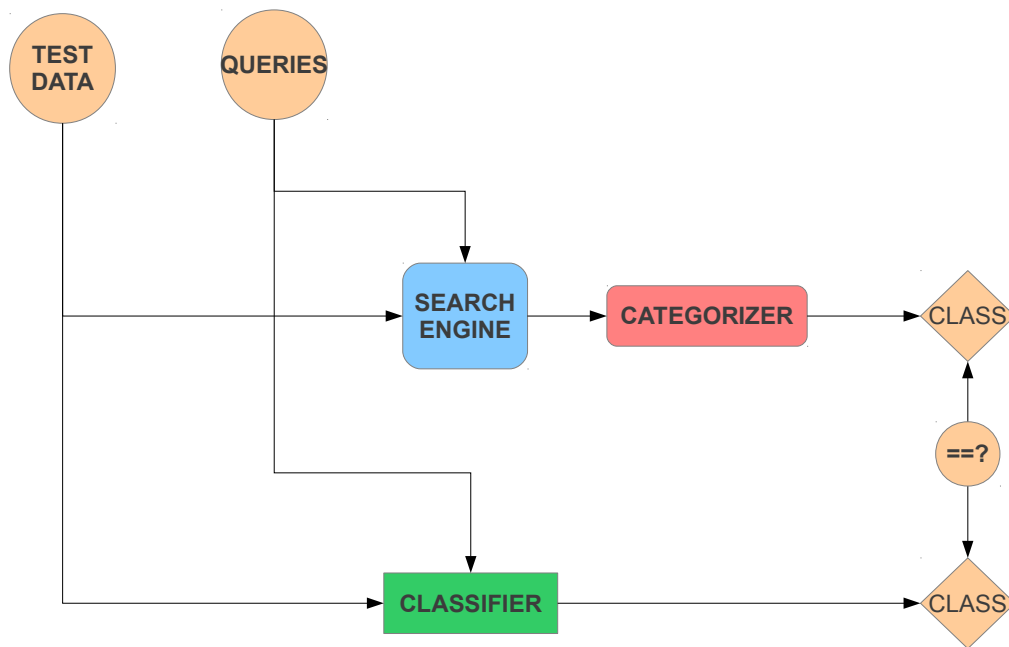 TEST
DATA
QUERIES
SEARCH
ENGINE
CATEGORIZER
CLASS
==?
CLASSIFIER
CLASS